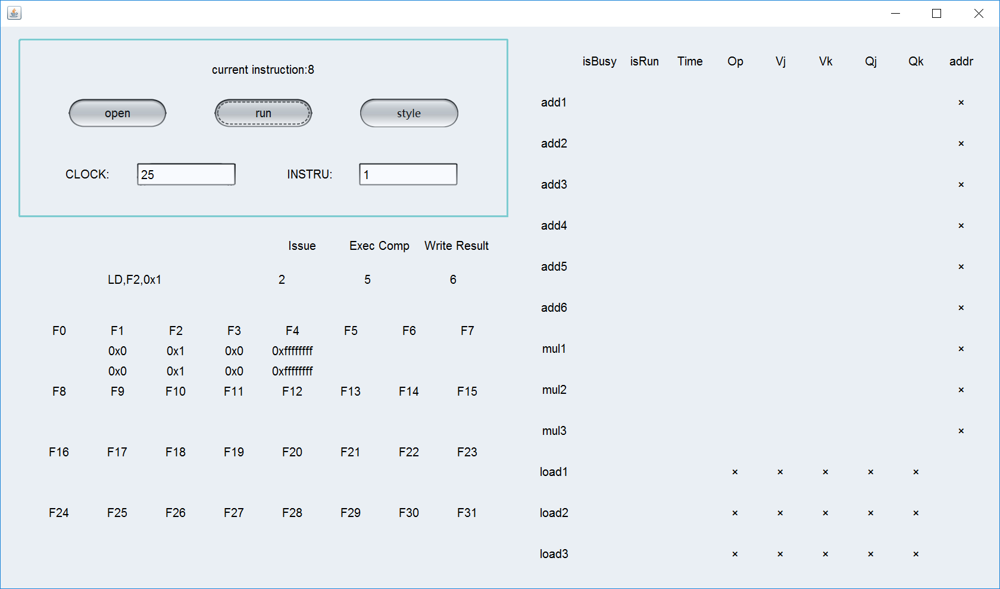 current instruction:8
open run style
CLOCK: 25 INSTRU: 1
Issue Exec Comp Write Result
LD,F2,0x1 2 5 6
F0 F1 F2 F3 F4 F5 F6 F7
0x0 0x1 0x0 0xffffffff
0x0 0x1 0x0 0xffffffff
F8 F9 F10 F11 F12 F13 F14 F15
F16 F17 F18 F19 F20 F21 F22 F23
F24 F25 F26 F27 F28 F29 F30 F31
isBusy isRun Time Op Vj Vk Qj Qk addr
add1 ×
add2 ×
add3 ×
add4 ×
add5 ×
add6 ×
mul1 ×
mul2 ×
mul3 ×
load1 × × × × ×
load2 × × × × ×
load3 × × × × ×